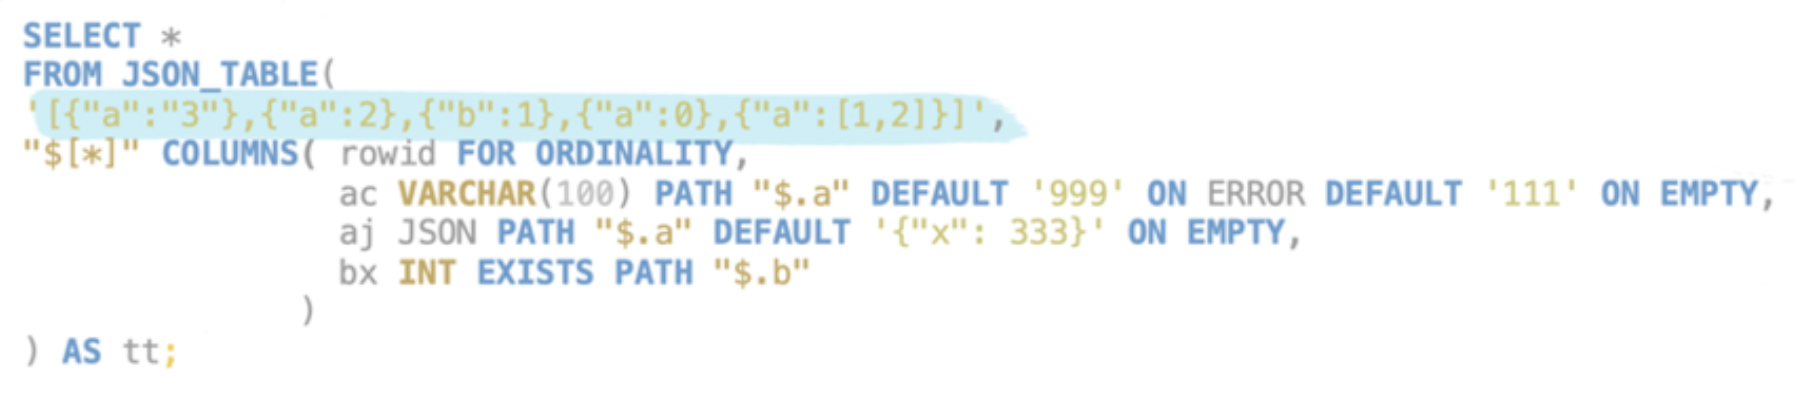 SELECT *
FROM JSON_TABLE(
'[{"a":"3"},{"a":2},{"b":1},{"a":0},{"a":[1,2]}]',
"$[*]" COLUMNS( rowid FOR ORDINALITY,
ac VARCHAR(100) PATH "$.a" DEFAULT '999' ON ERROR DEFAULT '111' ON EMPTY,
aj JSON PATH "$.a" DEFAULT '{"x": 333}' ON EMPTY,
bx INT EXISTS PATH "$.b"
)
) AS tt;